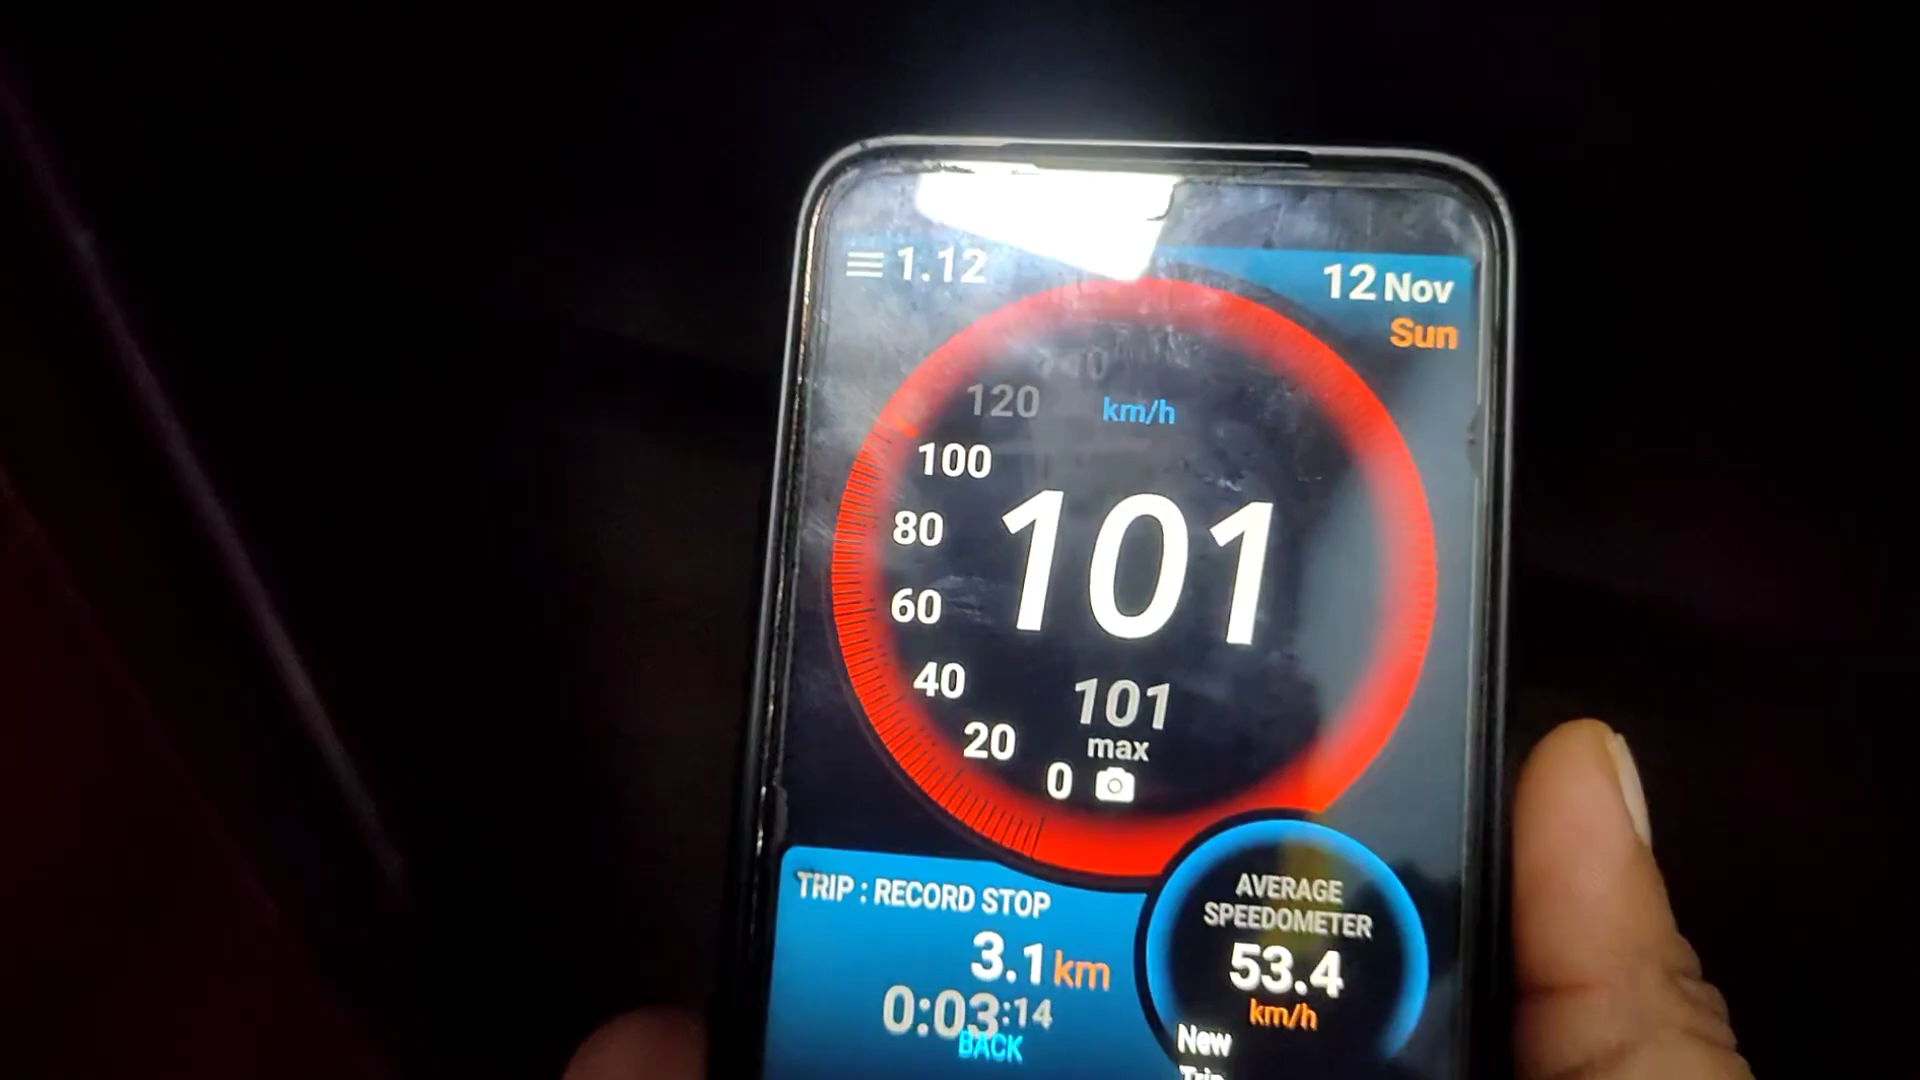 1.12
12 Nov
Sun
120
km/h
100
80
60
40
20
0
101
101
max
TRIP : RECORD STOP
3.1 km
0:03:14
BACK
AVERAGE
SPEEDOMETER
53.4
km/h
New
Trip